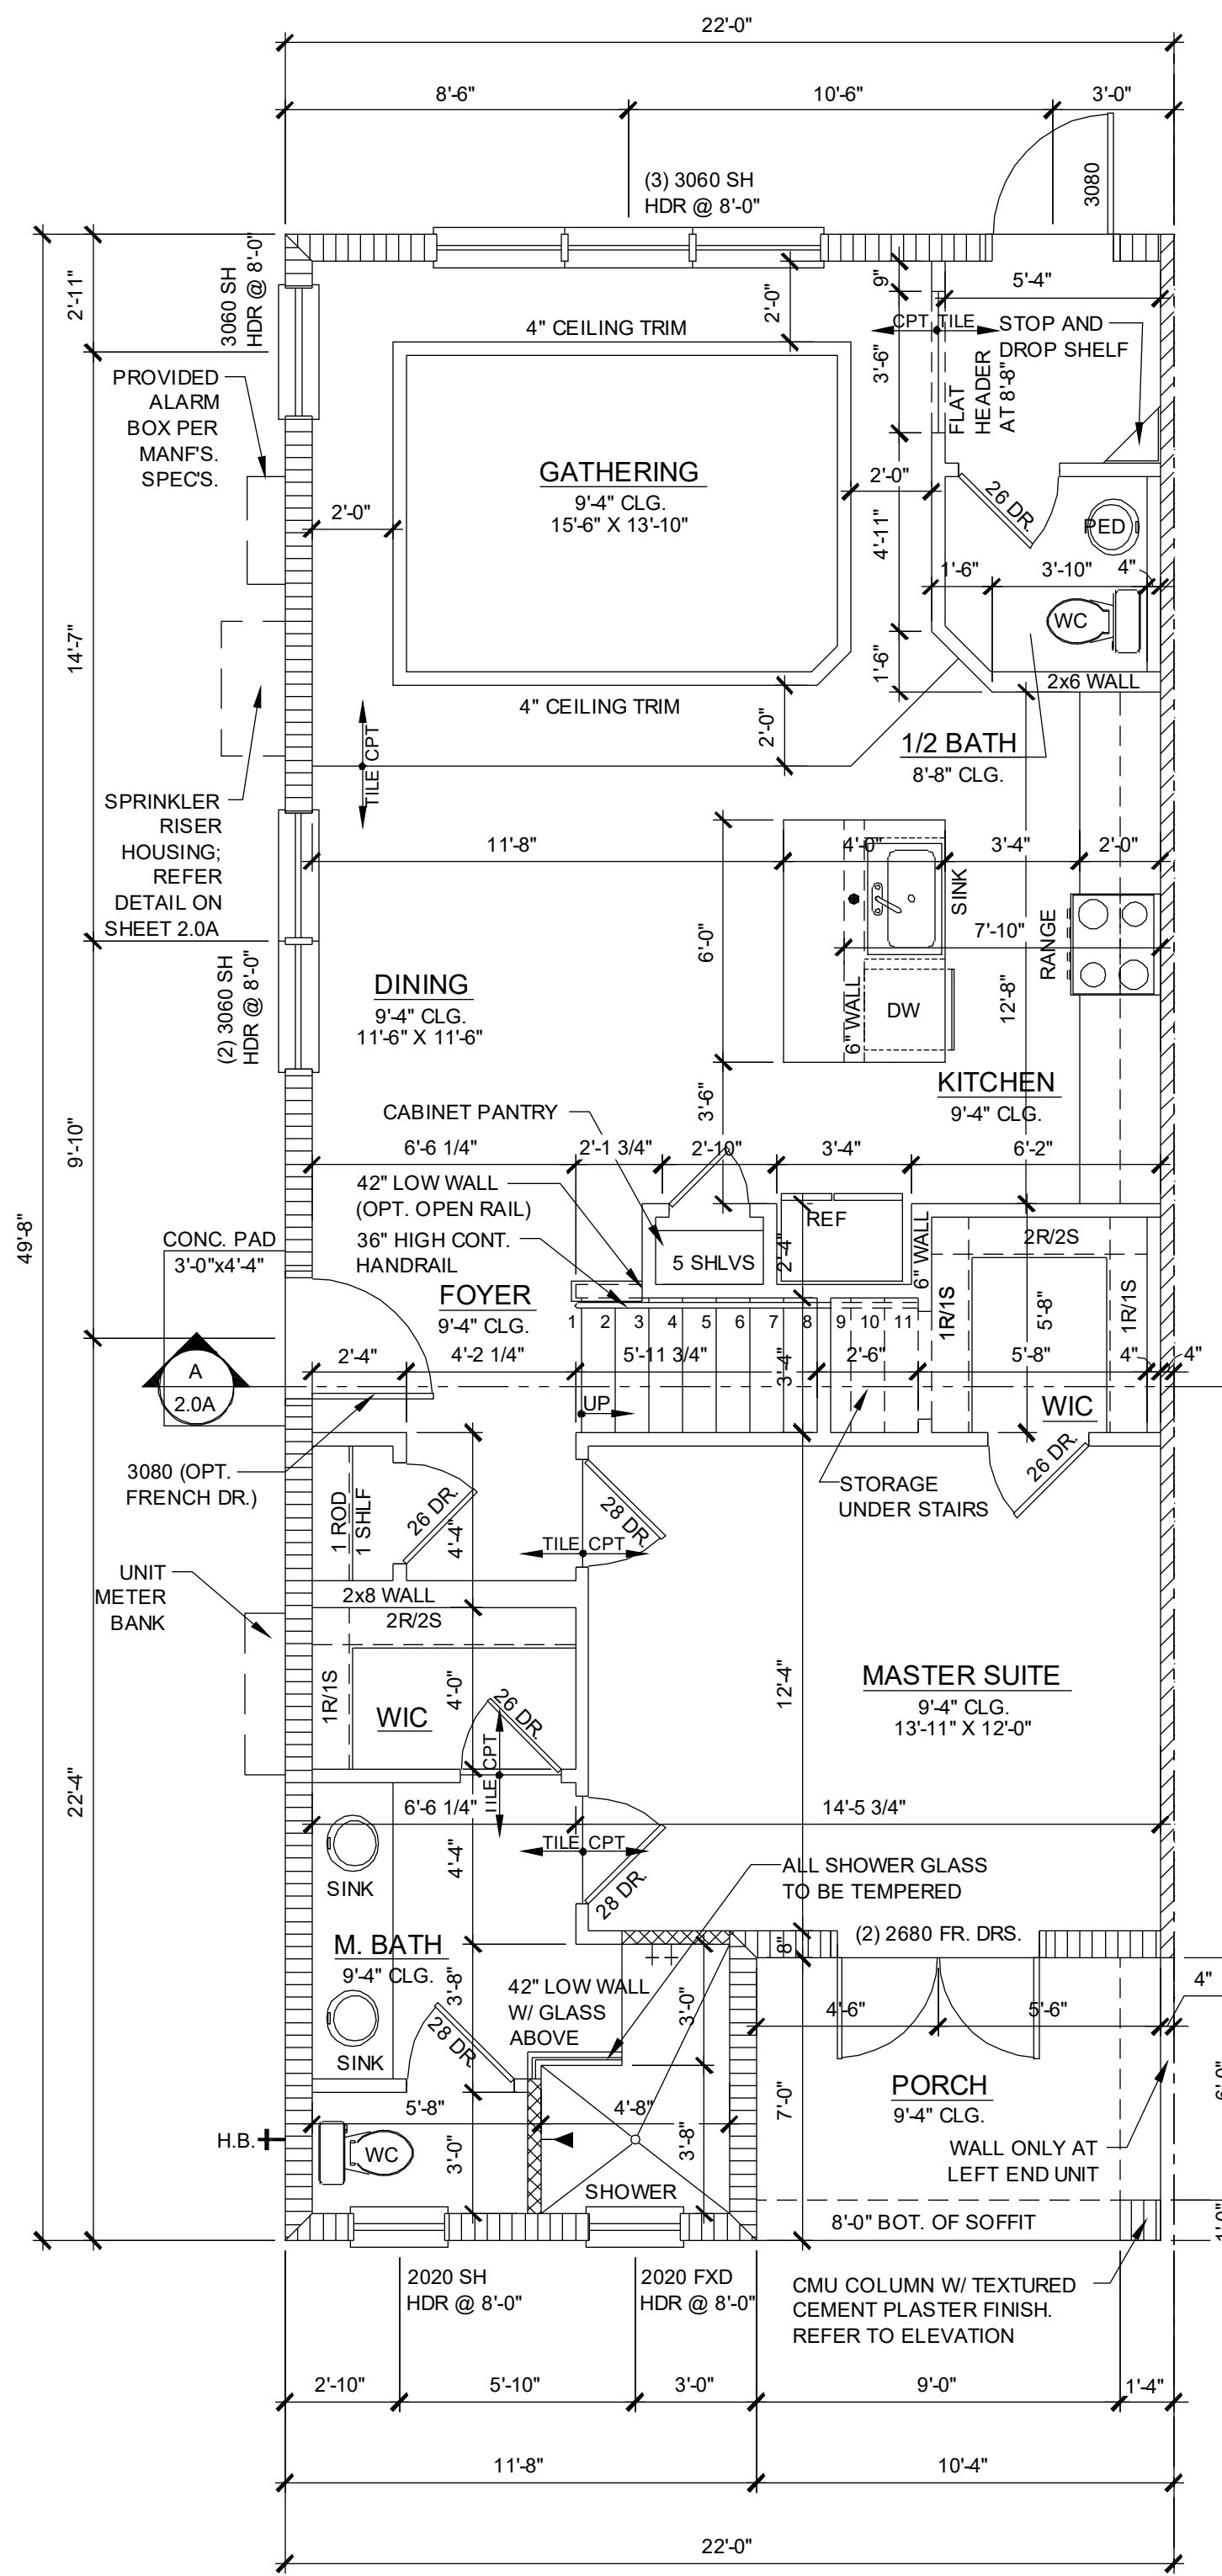 22'-0"
8'-6"
10'-6"
3'-0"
(3) 3060 SH
HDR @ 8'-0"
3080
2'-11"
3060 SH
HDR @ 8'-0"
2'-0"
9"
5'-4"
4" CEILING TRIM
CPT
TILE
STOP AND
DROP SHELF
3'-6"
FLAT
HEADER
AT 8'-8"
PROVIDED
ALARM
BOX PER
MANF'S.
SPEC'S.
GATHERING
9'-4" CLG.
15'-6" X 13'-10"
2'-0"
2'-0"
26 DR.
PED
4'-11"
1'-6"
3'-10"
4"
WC
14'-7"
1'-6"
2x6 WALL
4" CEILING TRIM
2'-0"
CPT
TILE
1/2 BATH
8'-8" CLG.
SPRINKLER
RISER
HOUSING;
REFER
DETAIL ON
SHEET 2.0A
11'-8"
4'-0"
3'-4"
2'-0"
SINK
RANGE
7'-10"
6'-0"
(2) 3060 SH
HDR @ 8'-0"
DINING
9'-4" CLG.
11'-6" X 11'-6"
6" WALL
DW
12'-8"
KITCHEN
9'-4" CLG.
3'-6"
9'-10"
CABINET PANTRY
6'-6 1/4"
2'-1 3/4"
2'-10"
3'-4"
6'-2"
42" LOW WALL
(OPT. OPEN RAIL)
36" HIGH CONT.
HANDRAIL
REF
2'-4"
5 SHLVS
6" WALL
2R/2S
1R/1S
5'-8"
1R/1S
49'-8"
CONC. PAD
3'-0"x4'-4"
FOYER
9'-4" CLG.
1 2 3 4 5 6 7 8 9 10 11
2'-4"
4'-2 1/4"
5'-11 3/4"
3'-4"
2'-6"
5'-8"
4"
4"
A
2.0A
UP
WIC
26 DR.
3080 (OPT.
FRENCH DR.)
1 ROD
1 SHLF
26 DR.
4'-4"
28 DR.
STORAGE
UNDER STAIRS
TILE
CPT
UNIT
METER
BANK
2x8 WALL
2R/2S
1R/1S
4'-0"
WIC
26 DR.
12'-4"
MASTER SUITE
9'-4" CLG.
13'-11" X 12'-0"
CPT
TILE
22'-4"
6'-6 1/4"
14'-5 3/4"
TILE
CPT
4'-4"
SINK
28 DR.
ALL SHOWER GLASS
TO BE TEMPERED
M. BATH
9'-4" CLG.
8"
(2) 2680 FR. DRS.
3'-8"
42" LOW WALL
W/ GLASS
ABOVE
3'-0"
4'-6"
5'-6"
4"
28 DR.
SINK
5'-8"
4'-8"
7'-0"
PORCH
9'-4" CLG.
6'-0"
H.B.
WC
3'-0"
3'-8"
WALL ONLY AT
LEFT END UNIT
SHOWER
8'-0" BOT. OF SOFFIT
1'-0"
2020 SH
HDR @ 8'-0"
2020 FXD
HDR @ 8'-0"
CMU COLUMN W/ TEXTURED
CEMENT PLASTER FINISH.
REFER TO ELEVATION
2'-10"
5'-10"
3'-0"
9'-0"
1'-4"
11'-8"
10'-4"
22'-0"